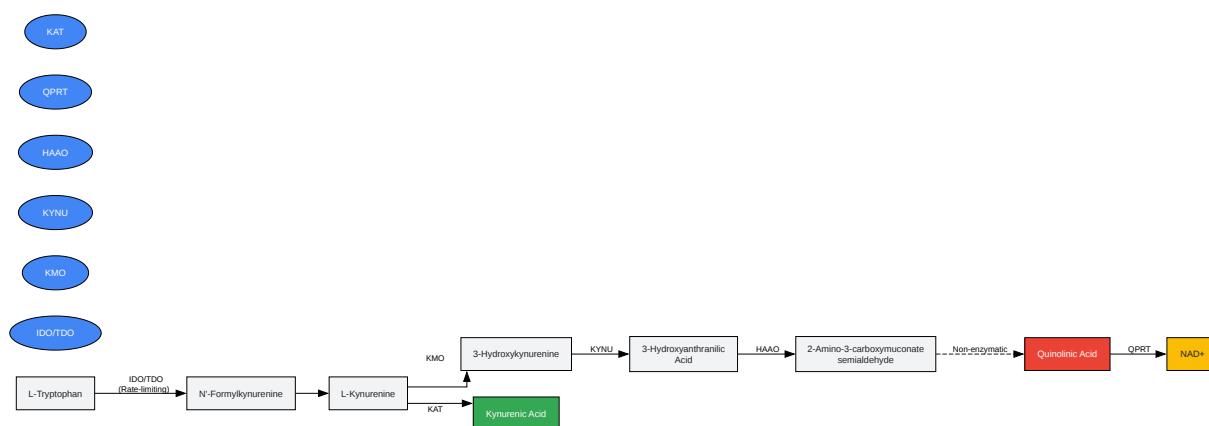 KAT
QPRT
HAAO
KYNU
KMO
IDO/TDO
L-Tryptophan
IDO/TDO
(Rate-limiting)
N'-Formylkynurenine
L-Kynurenine
KMO
3-Hydroxykynurenine
KYNU
3-Hydroxyanthranilic
Acid
HAAO
2-Amino-3-carboxymuconate
semialdehyde
Non-enzymatic
Quinolinic Acid
QPRT
NAD+
KAT
Kynurenic Acid